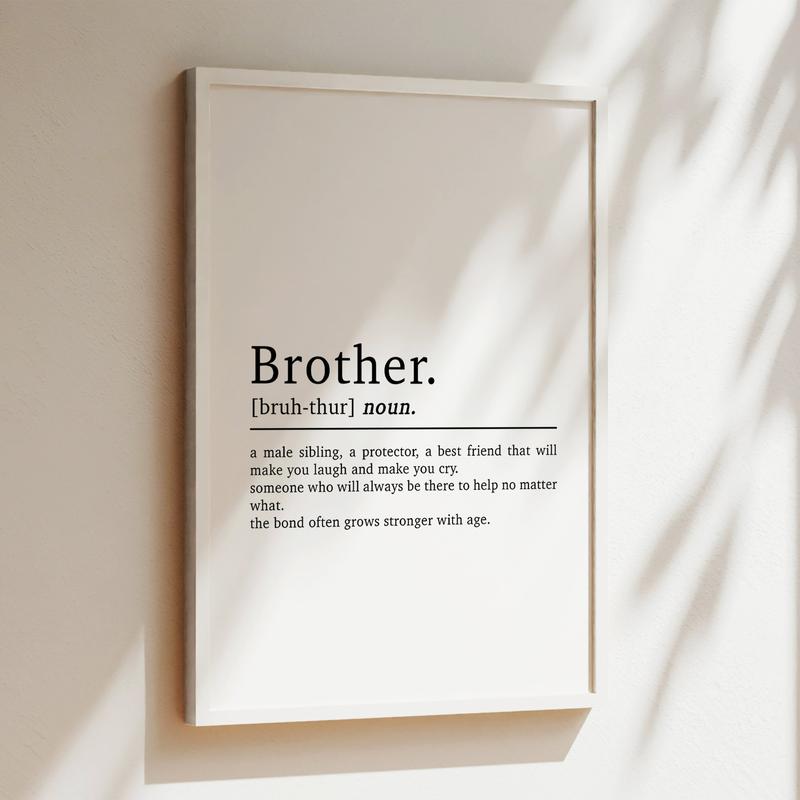 Brother.
[bruh-thur] noun.
a male sibling, a protector, a best friend that will
make you laugh and make you cry.
someone who will always be there to help no matter
what.
the bond often grows stronger with age.